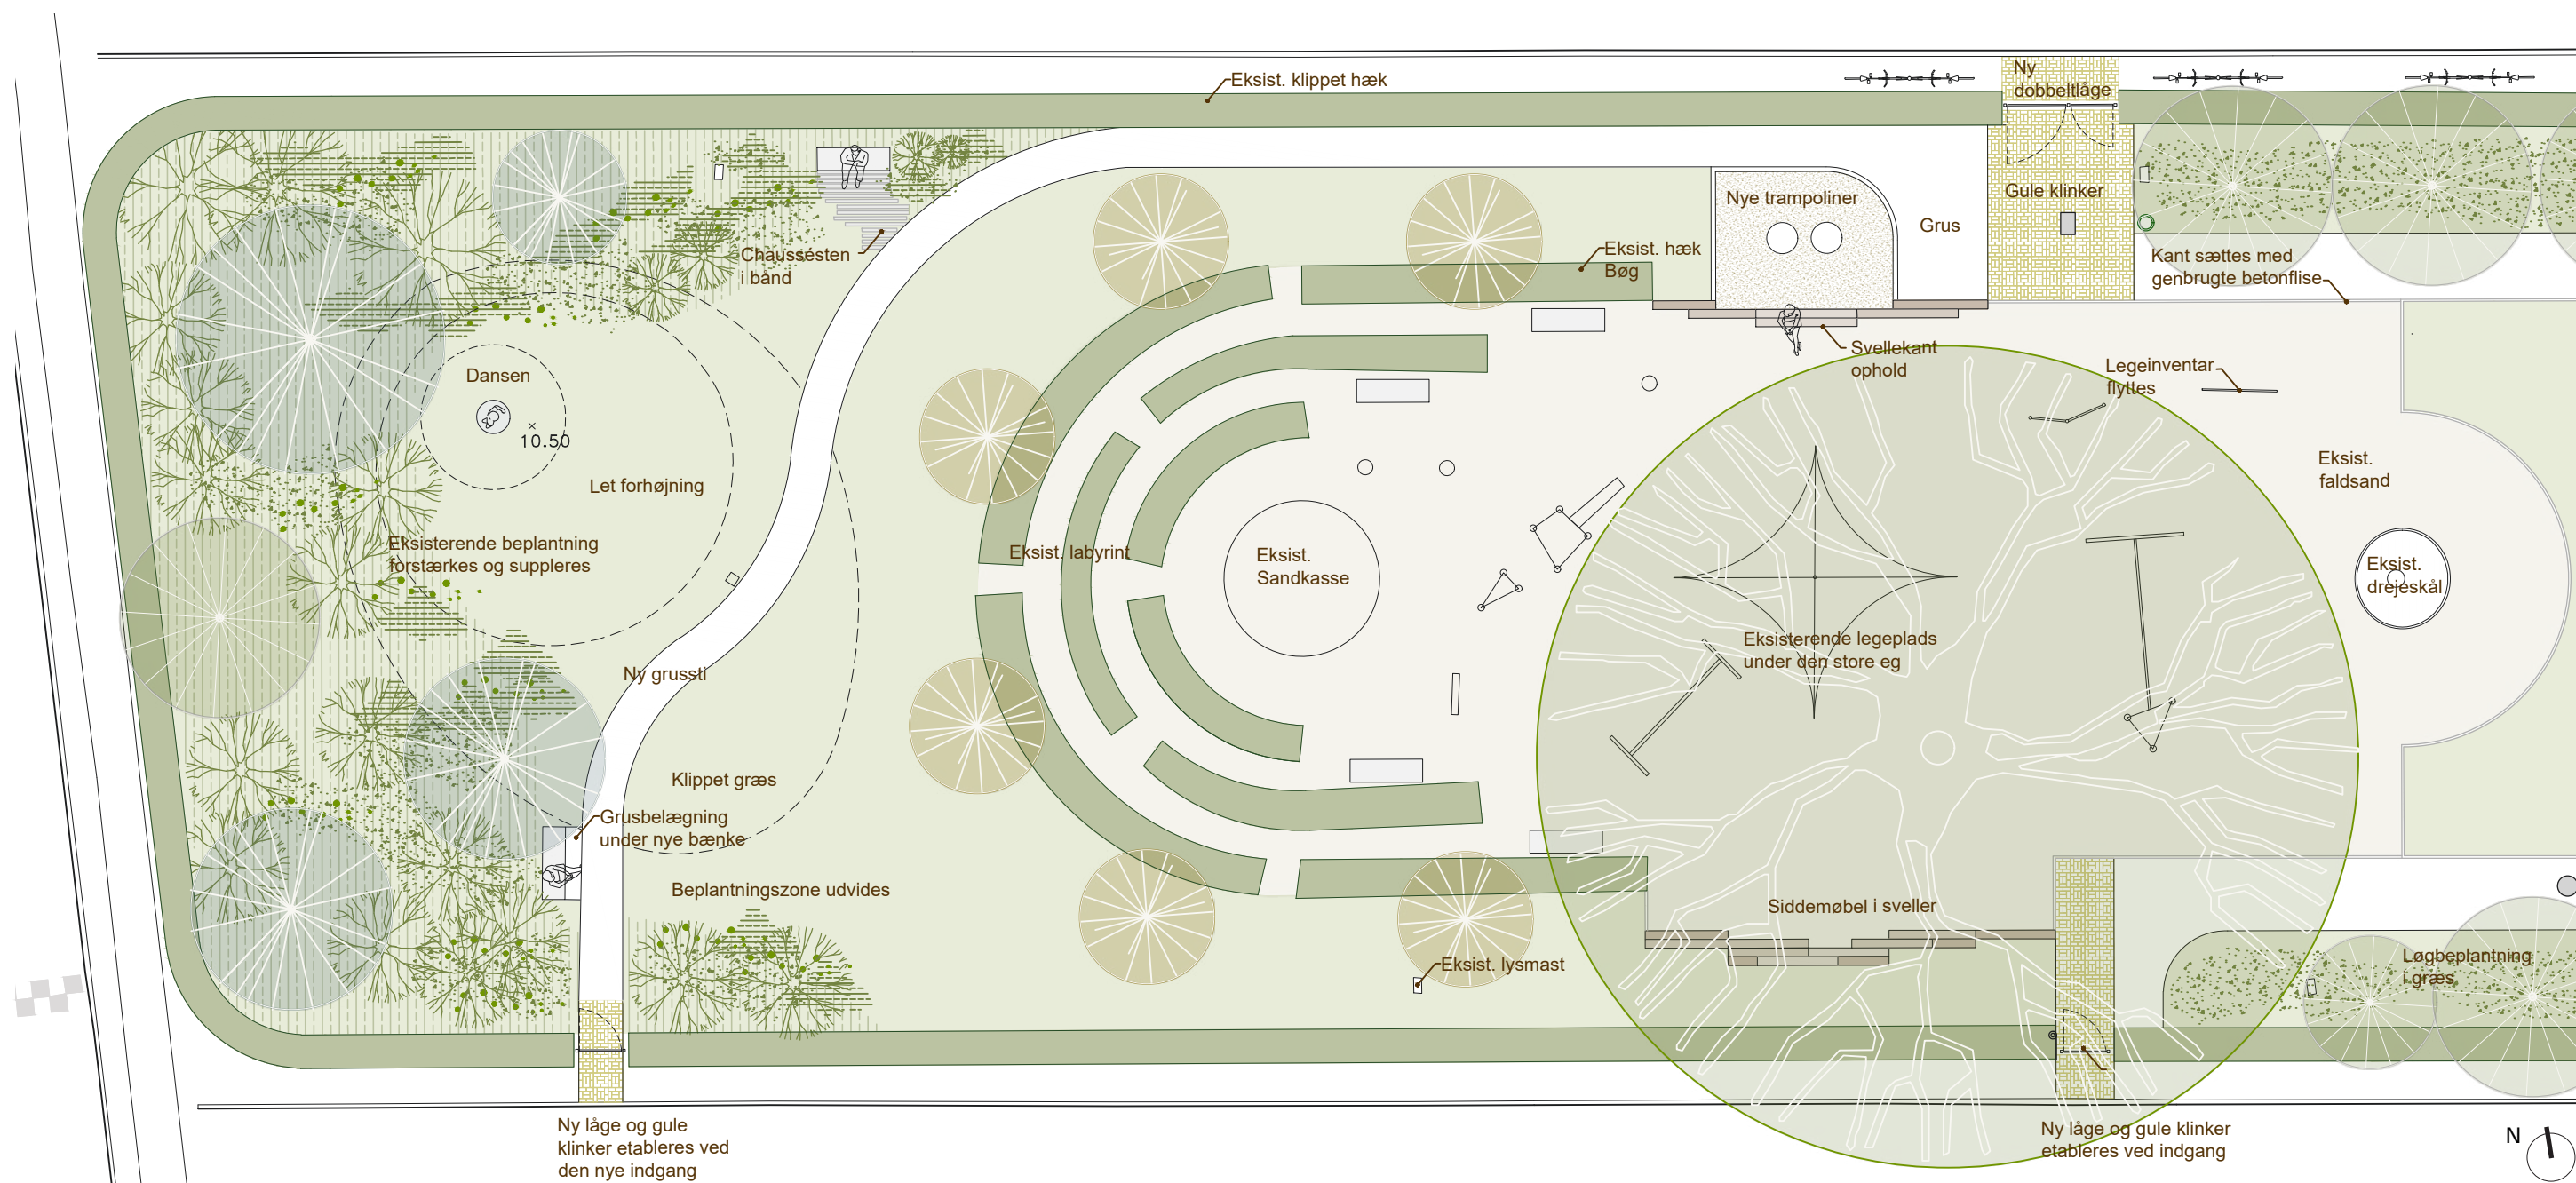 Eksist. klippet hæk
Ny
dobbeltlåge
Gule klinker
Nye trampoliner
Grus
Chaussésten
i bånd
Eksist. hæk
Bøg
Kant sættes med
genbrugte betonflise
Svellekant
ophold
Legeinventar
flyttes
Dansen
10.50
Let forhøjning
Eksist.
faldsand
Eksisterende beplantning
forstærkes og suppleres
Eksist. labyrint
Eksist.
Sandkasse
Eksist.
drejeskål
Eksisterende legeplads
under den store eg
Ny grussti
Klippet græs
Grusbelægning
under nye bænke
Beplantningszone udvides
Siddemøbel i sveller
Eksist. lysmast
Løgbeplantning
i græs
Ny låge og gule
klinker etableres ved
den nye indgang
Ny låge og gule klinker
etableres ved indgang
N